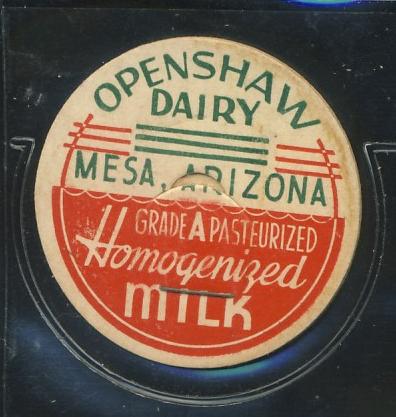 OPENSHAW
DAIRY
MESA, ARIZONA
GRADE A PASTEURIZED
Homogenized
MILK